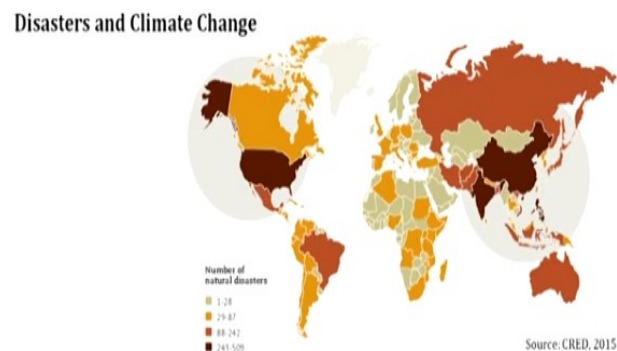 Disasters and Climate Change
Number of
natural disasters
1-28
29-87
88-242
243-509
Source: CRED, 2015